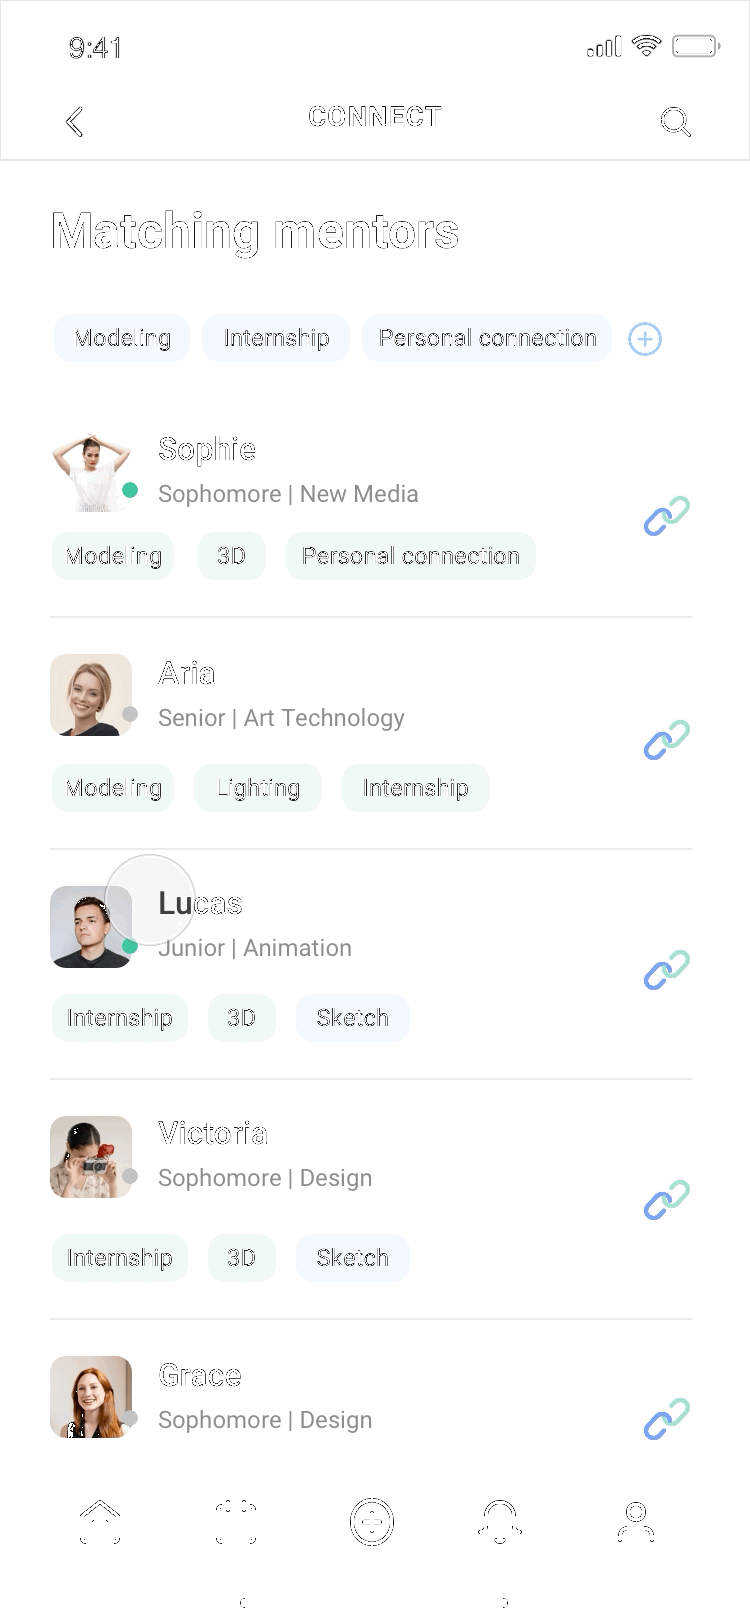 9:41
CONNECT
Matching mentors
Modeling Internship Personal connection
Sophie
Sophomore | New Media
Modeling 3D Personal connection
Aria
Senior | Art Technology
Modeling Lighting Internship
Lucas
Junior | Animation
Internship 3D Sketch
Victoria
Sophomore | Design
Internship 3D Sketch
Grace
Sophomore | Design